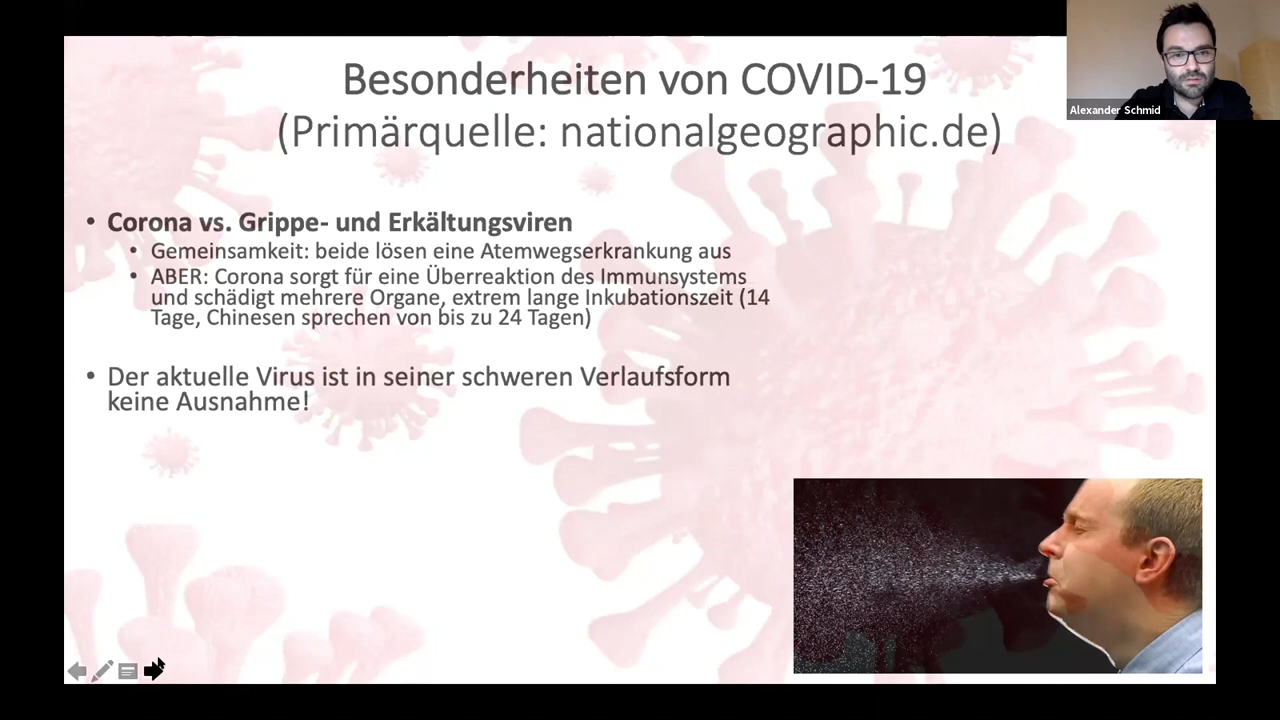 Besonderheiten von COVID-19
(Primärquelle: nationalgeographic.de)
Alexander Schmid
• Corona vs. Grippe- und Erkältungsviren
• Gemeinsamkeit: beide lösen eine Atemwegserkrankung aus
• ABER: Corona sorgt für eine Überreaktion des Immunsystems
und schädigt mehrere Organe, extrem lange Inkubationszeit (14
Tage, Chinesen sprechen von bis zu 24 Tagen)
• Der aktuelle Virus ist in seiner schweren Verlaufsform
keine Ausnahme!